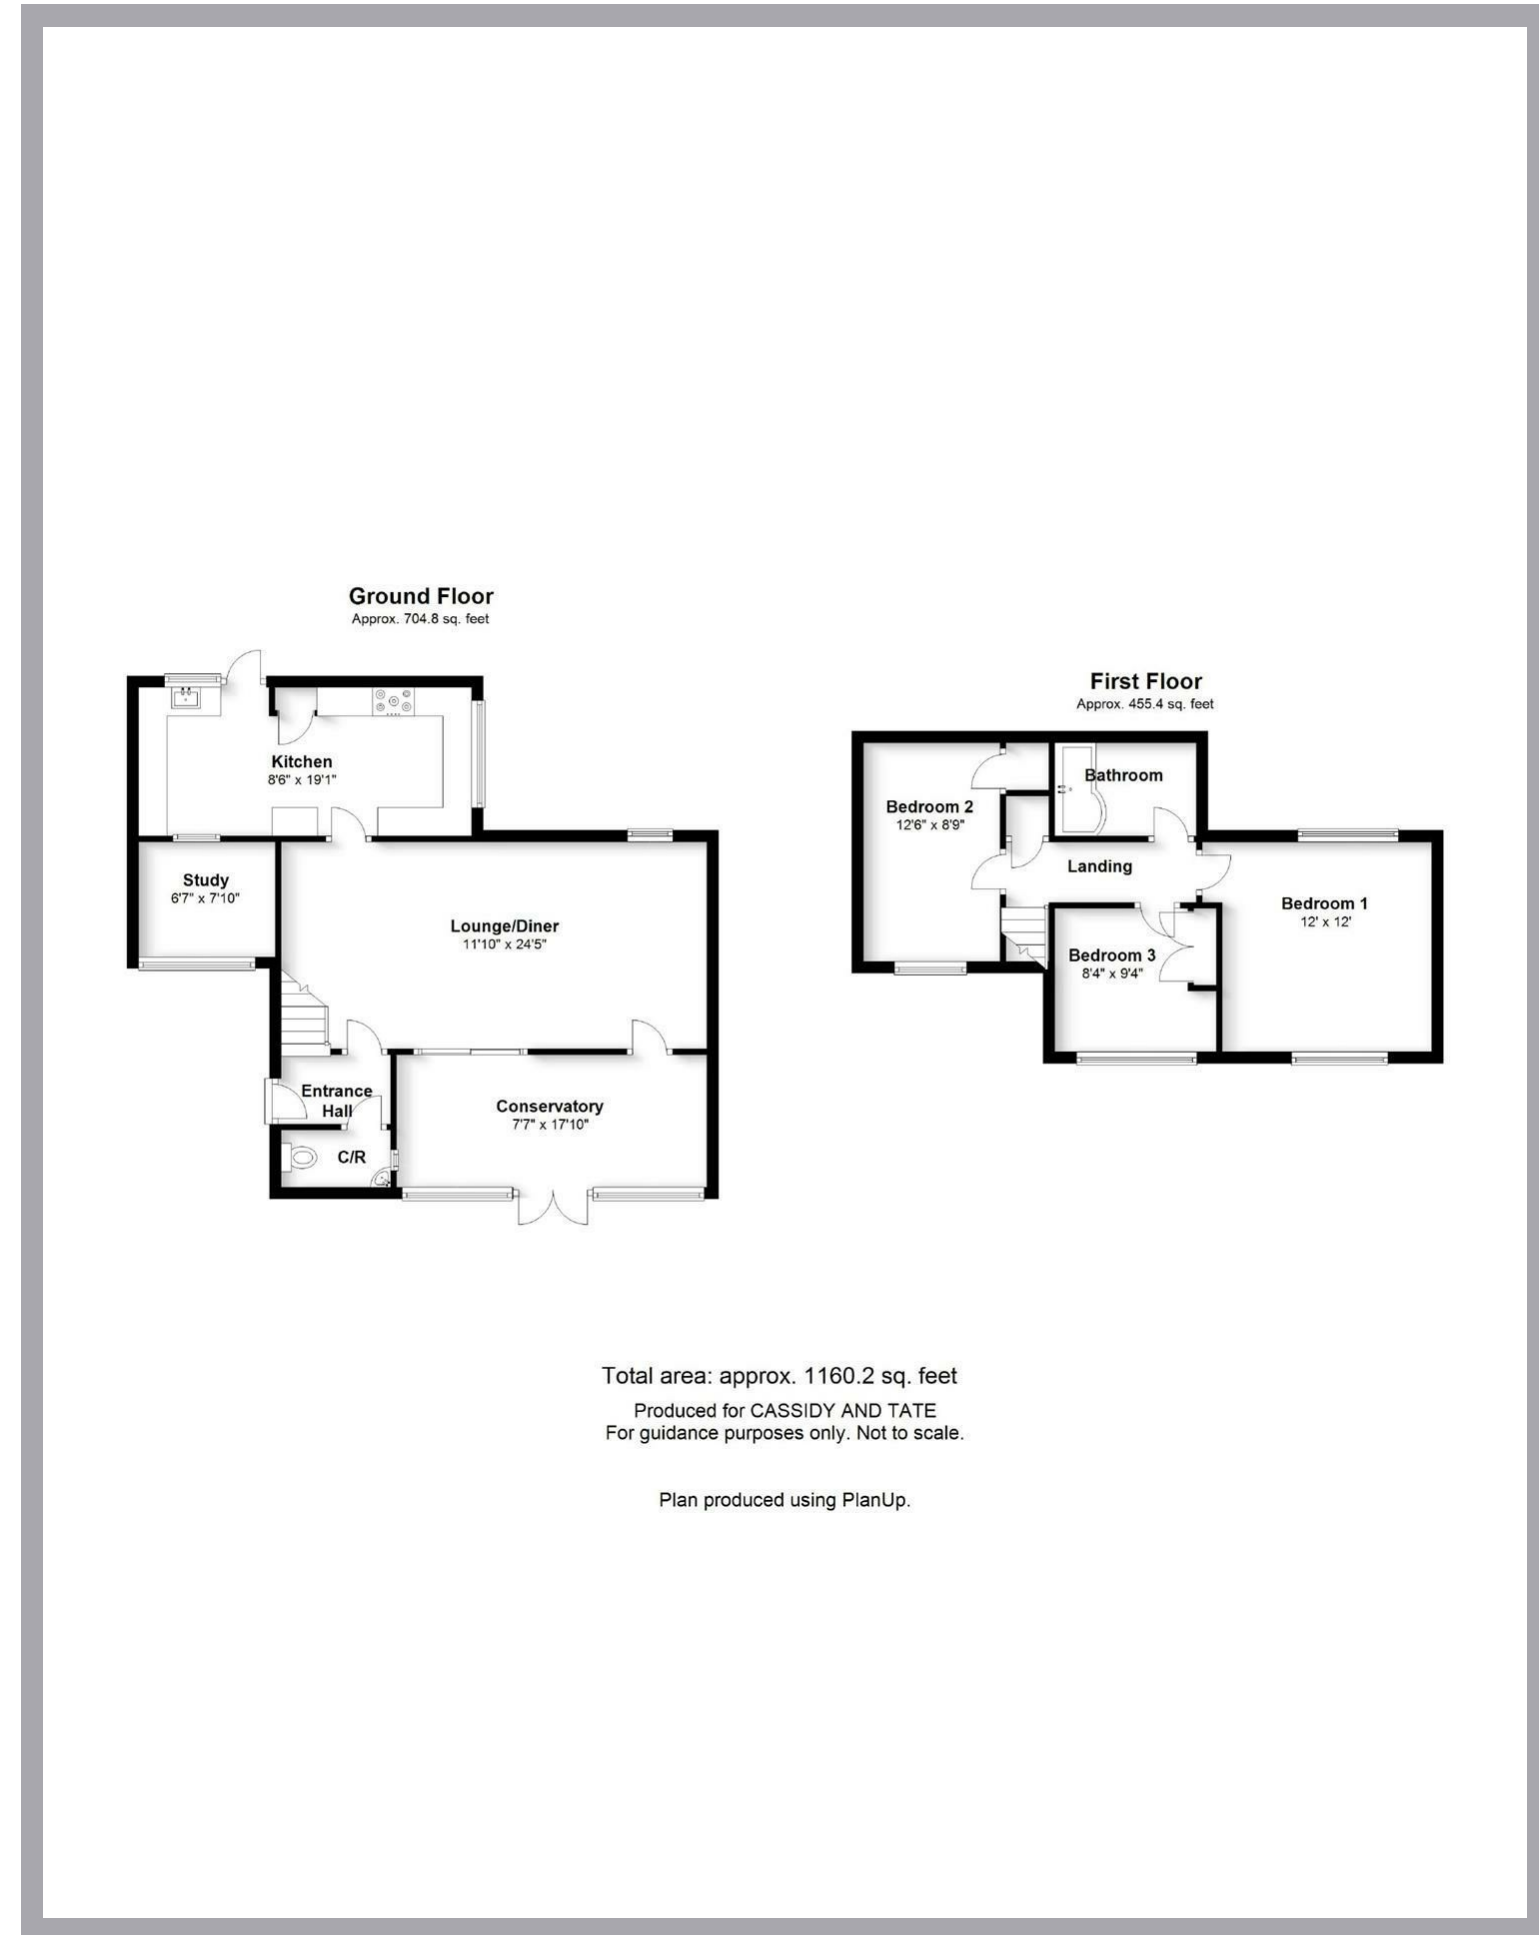 Ground Floor
Approx. 704.8 sq. feet
Kitchen
8'6" x 19'1"
Study
6'7" x 7'10"
Lounge/Diner
11'10" x 24'5"
Entrance
Hall
C/R
Conservatory
7'7" x 17'10"
First Floor
Approx. 455.4 sq. feet
Bedroom 2
12'6" x 8'9"
Bathroom
Landing
Bedroom 1
12' x 12'
Bedroom 3
8'4" x 9'4"
Total area: approx. 1160.2 sq. feet
Produced for CASSIDY AND TATE
For guidance purposes only. Not to scale.
Plan produced using PlanUp.